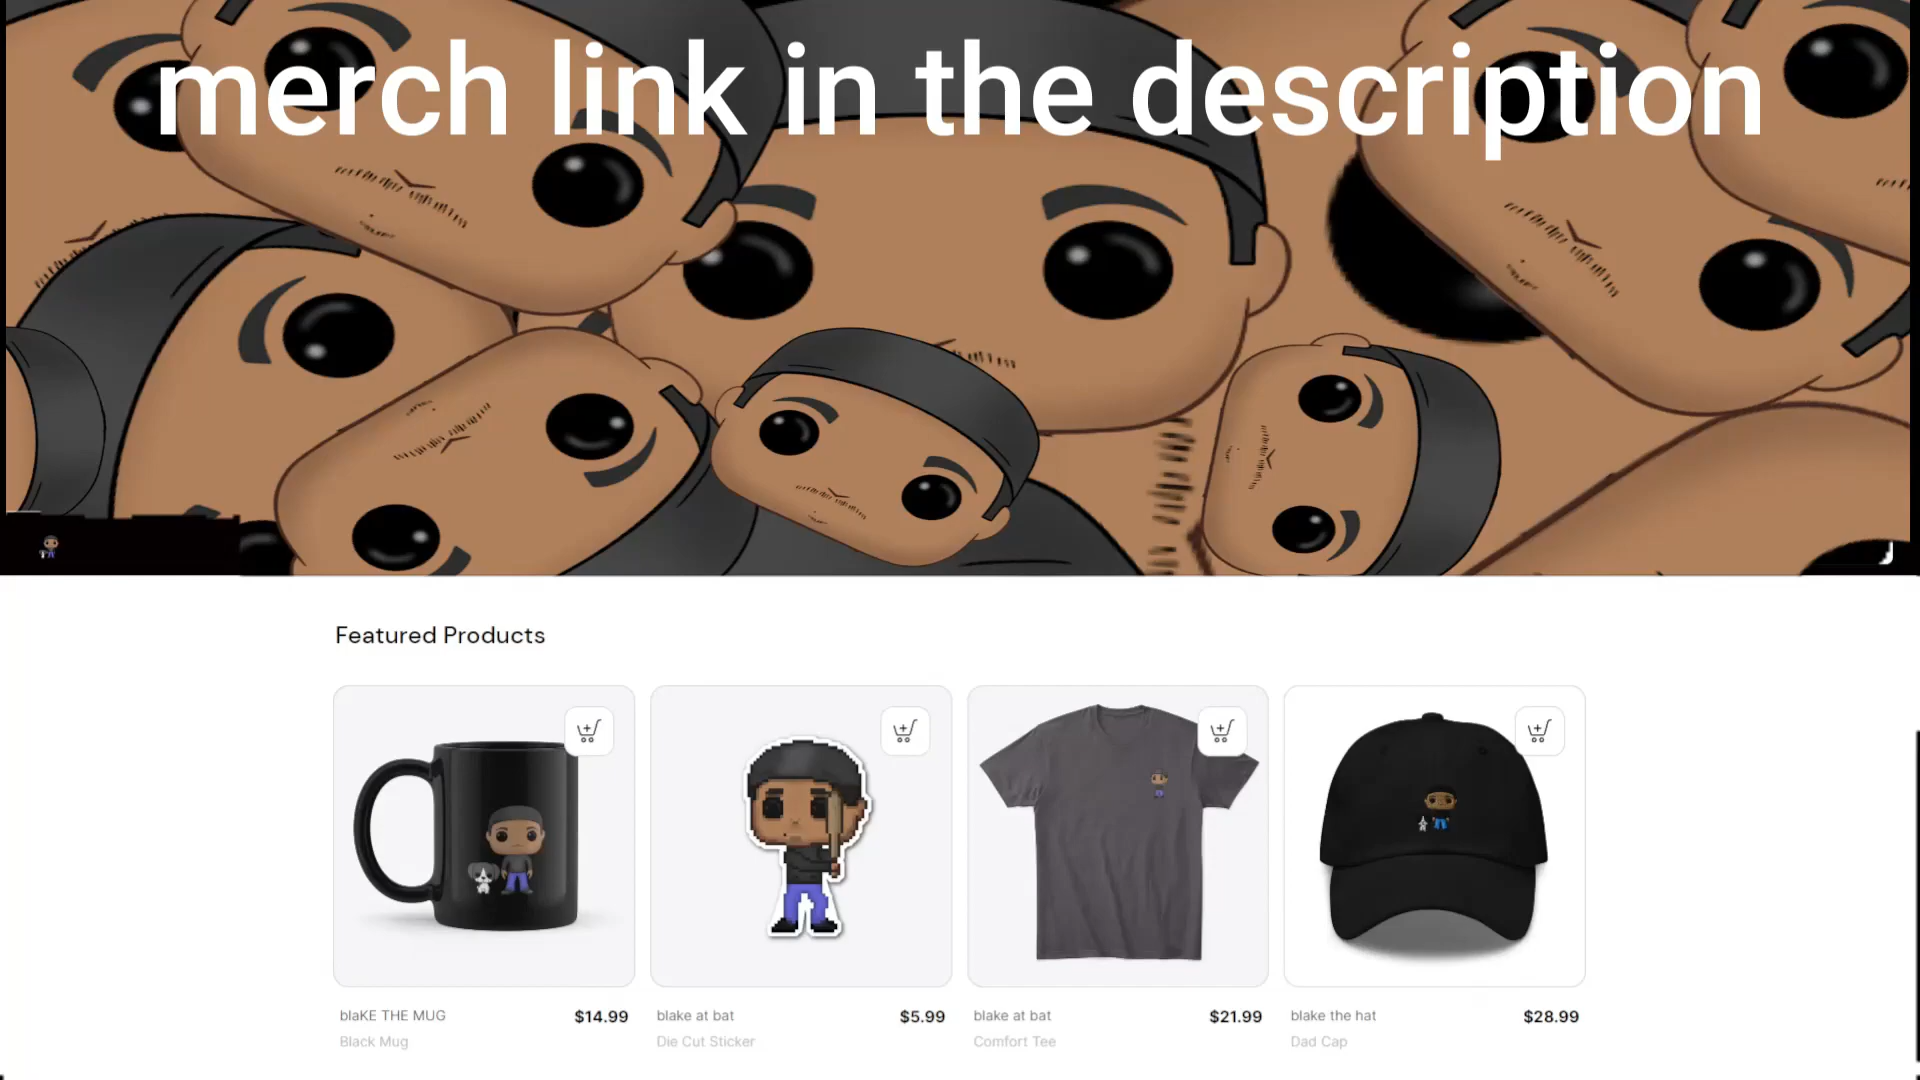 merch link in the description
Featured Products
blaKE THE MUG $14.99
Black Mug
blake at bat $5.99
Die Cut Sticker
blake at bat $21.99
Comfort Tee
blake the hat $28.99
Dad Cap